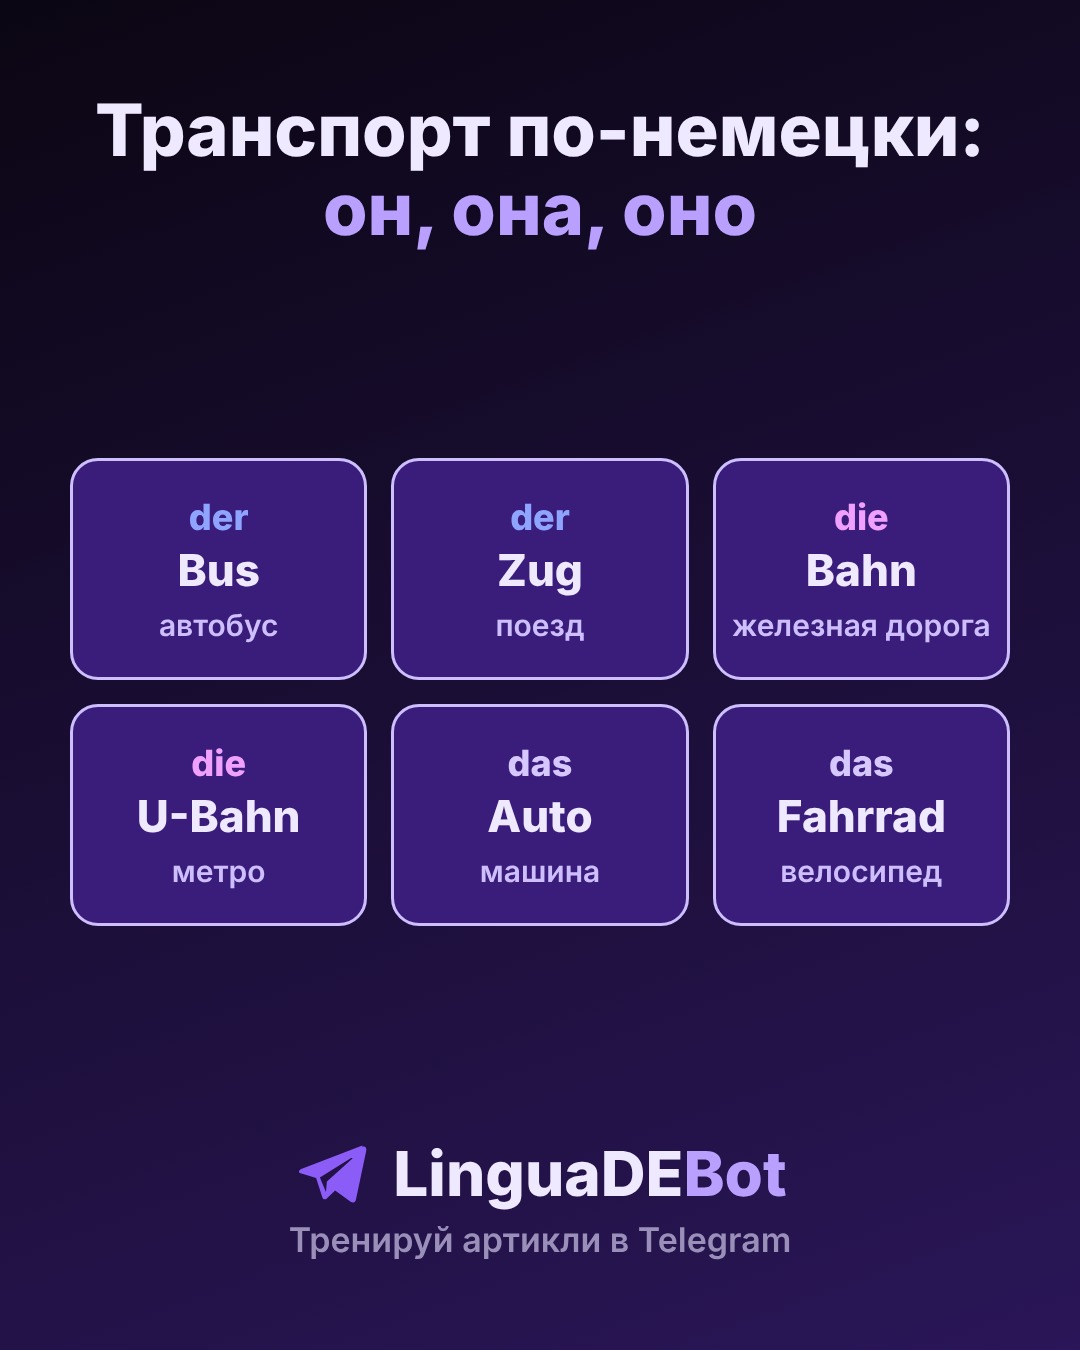 Транспорт по-немецки:
он, она, оно
der
Bus
автобус
der
Zug
поезд
die
Bahn
железная дорога
die
U-Bahn
метро
das
Auto
машина
das
Fahrrad
велосипед
LinguaDEBot
Тренируй артикли в Telegram